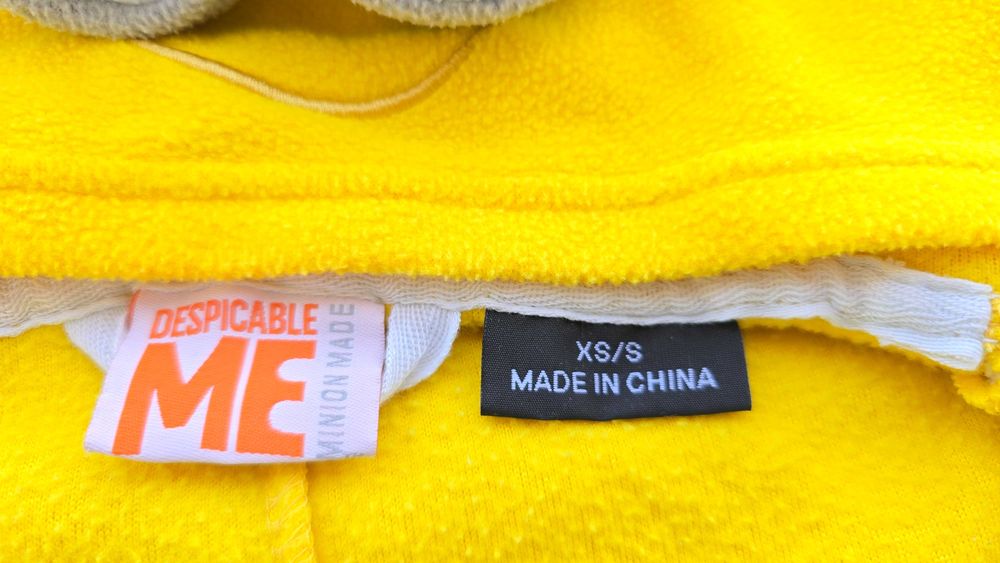 DESPICABLE
ME
MINION MADE
XS/S
MADE IN CHINA